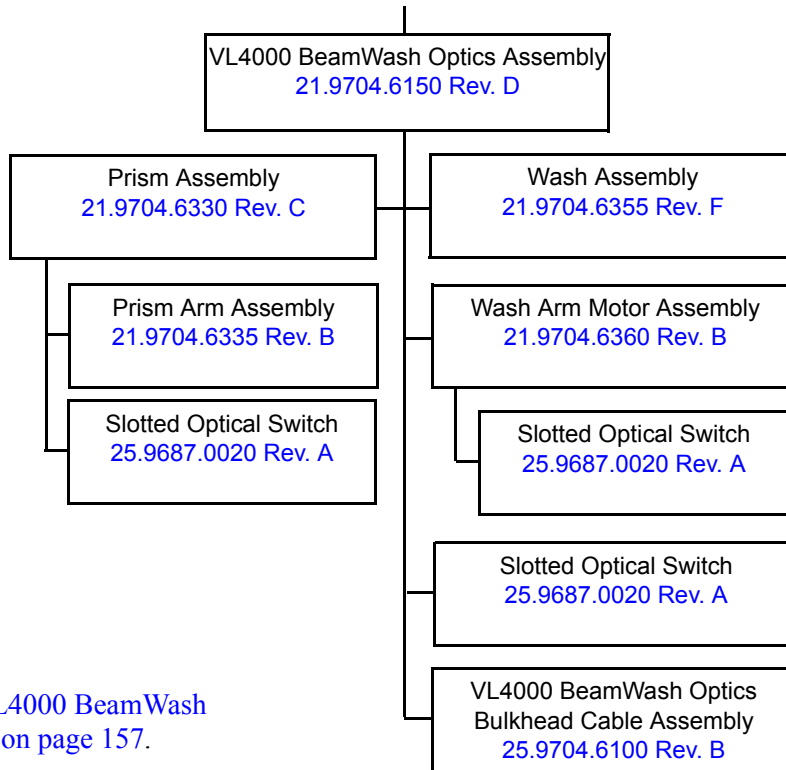 VL4000 BeamWash Optics Assembly
21.9704.6150 Rev. D
Prism Assembly
21.9704.6330 Rev. C
Wash Assembly
21.9704.6355 Rev. F
Prism Arm Assembly
21.9704.6335 Rev. B
Wash Arm Motor Assembly
21.9704.6360 Rev. B
Slotted Optical Switch
25.9687.0020 Rev. A
Slotted Optical Switch
25.9687.0020 Rev. A
Slotted Optical Switch
25.9687.0020 Rev. A
VL4000 BeamWash Optics
Bulkhead Cable Assembly
25.9704.6100 Rev. B
L4000 BeamWash
on page 157.